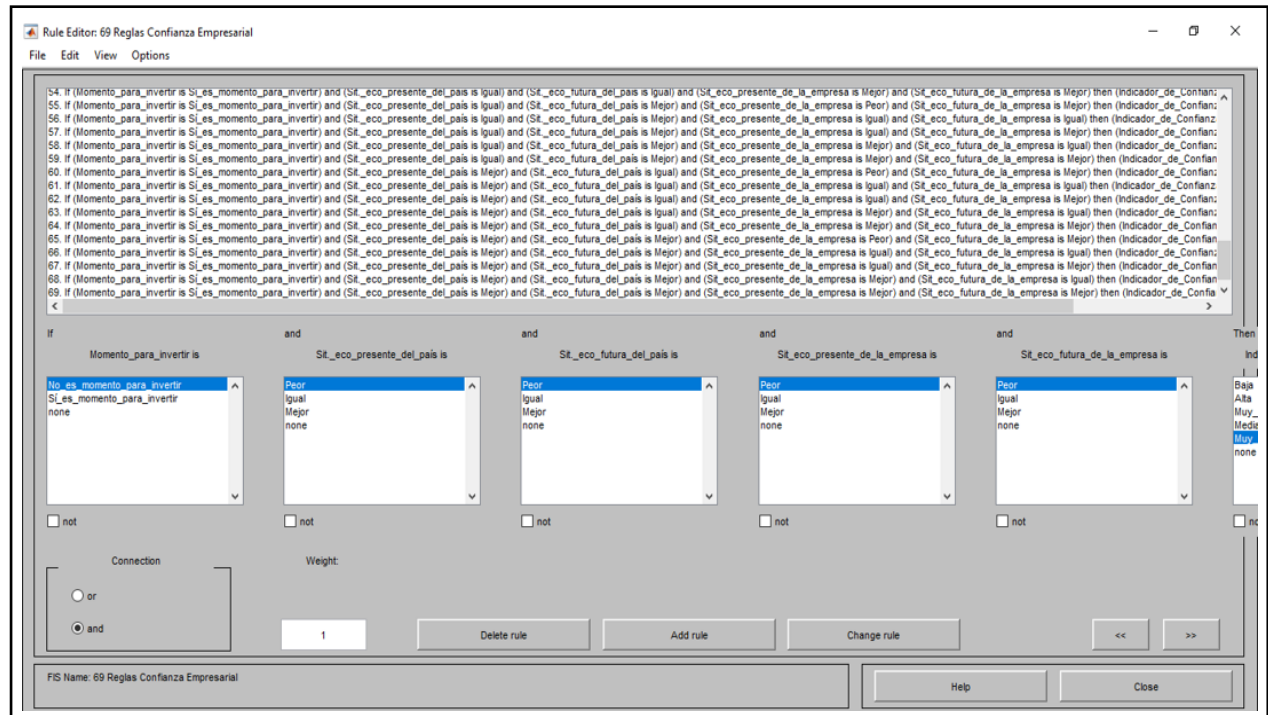 Rule Editor: 69 Reglas Confianza Empresarial
File Edit View Options
54. If (Momento_para_invertir is Sí_es_momento_para_invertir) and (Sit._eco_presente_del_país is Igual) and (Sit._eco_futura_del_país is Igual) and (Sit_eco_presente_de_la_empresa is Mejor) and (Sit_eco_futura_de_la_empresa is Mejor) then (Indicador_de_Confianz
55. If (Momento_para_invertir is Sí_es_momento_para_invertir) and (Sit._eco_presente_del_país is Igual) and (Sit._eco_futura_del_país is Mejor) and (Sit_eco_presente_de_la_empresa is Peor) and (Sit_eco_futura_de_la_empresa is Mejor) then (Indicador_de_Confianz
56. If (Momento_para_invertir is Sí_es_momento_para_invertir) and (Sit._eco_presente_del_país is Igual) and (Sit._eco_futura_del_país is Mejor) and (Sit_eco_presente_de_la_empresa is Igual) and (Sit_eco_futura_de_la_empresa is Igual) then (Indicador_de_Confianz
57. If (Momento_para_invertir is Sí_es_momento_para_invertir) and (Sit._eco_presente_del_país is Igual) and (Sit._eco_futura_del_país is Mejor) and (Sit_eco_presente_de_la_empresa is Igual) and (Sit_eco_futura_de_la_empresa is Mejor) then (Indicador_de_Confianz
58. If (Momento_para_invertir is Sí_es_momento_para_invertir) and (Sit._eco_presente_del_país is Igual) and (Sit._eco_futura_del_país is Mejor) and (Sit_eco_presente_de_la_empresa is Mejor) and (Sit_eco_futura_de_la_empresa is Igual) then (Indicador_de_Confianz
59. If (Momento_para_invertir is Sí_es_momento_para_invertir) and (Sit._eco_presente_del_país is Igual) and (Sit._eco_futura_del_país is Mejor) and (Sit_eco_presente_de_la_empresa is Mejor) and (Sit_eco_futura_de_la_empresa is Mejor) then (Indicador_de_Confian
60. If (Momento_para_invertir is Sí_es_momento_para_invertir) and (Sit._eco_presente_del_país is Mejor) and (Sit._eco_futura_del_país is Igual) and (Sit_eco_presente_de_la_empresa is Peor) and (Sit_eco_futura_de_la_empresa is Mejor) then (Indicador_de_Confianz
61. If (Momento_para_invertir is Sí_es_momento_para_invertir) and (Sit._eco_presente_del_país is Mejor) and (Sit._eco_futura_del_país is Igual) and (Sit_eco_presente_de_la_empresa is Igual) and (Sit_eco_futura_de_la_empresa is Igual) then (Indicador_de_Confianz
62. If (Momento_para_invertir is Sí_es_momento_para_invertir) and (Sit._eco_presente_del_país is Mejor) and (Sit._eco_futura_del_país is Igual) and (Sit_eco_presente_de_la_empresa is Igual) and (Sit_eco_futura_de_la_empresa is Mejor) then (Indicador_de_Confianz
63. If (Momento_para_invertir is Sí_es_momento_para_invertir) and (Sit._eco_presente_del_país is Mejor) and (Sit._eco_futura_del_país is Igual) and (Sit_eco_presente_de_la_empresa is Mejor) and (Sit_eco_futura_de_la_empresa is Igual) then (Indicador_de_Confianz
64. If (Momento_para_invertir is Sí_es_momento_para_invertir) and (Sit._eco_presente_del_país is Mejor) and (Sit._eco_futura_del_país is Igual) and (Sit_eco_presente_de_la_empresa is Mejor) and (Sit_eco_futura_de_la_empresa is Mejor) then (Indicador_de_Confian
65. If (Momento_para_invertir is Sí_es_momento_para_invertir) and (Sit._eco_presente_del_país is Mejor) and (Sit._eco_futura_del_país is Mejor) and (Sit_eco_presente_de_la_empresa is Peor) and (Sit_eco_futura_de_la_empresa is Mejor) then (Indicador_de_Confian
66. If (Momento_para_invertir is Sí_es_momento_para_invertir) and (Sit._eco_presente_del_país is Mejor) and (Sit._eco_futura_del_país is Mejor) and (Sit_eco_presente_de_la_empresa is Igual) and (Sit_eco_futura_de_la_empresa is Igual) then (Indicador_de_Confianz
67. If (Momento_para_invertir is Sí_es_momento_para_invertir) and (Sit._eco_presente_del_país is Mejor) and (Sit._eco_futura_del_país is Mejor) and (Sit_eco_presente_de_la_empresa is Igual) and (Sit_eco_futura_de_la_empresa is Mejor) then (Indicador_de_Confian
68. If (Momento_para_invertir is Sí_es_momento_para_invertir) and (Sit._eco_presente_del_país is Mejor) and (Sit._eco_futura_del_país is Mejor) and (Sit_eco_presente_de_la_empresa is Mejor) and (Sit_eco_futura_de_la_empresa is Igual) then (Indicador_de_Confian
69. If (Momento_para_invertir is Sí_es_momento_para_invertir) and (Sit._eco_presente_del_país is Mejor) and (Sit._eco_futura_del_país is Mejor) and (Sit_eco_presente_de_la_empresa is Mejor) and (Sit_eco_futura_de_la_empresa is Mejor) then (Indicador_de_Confia
If and and and and Then
Momento_para_invertir is Sit._eco_presente_del_país is Sit._eco_futura_del_país is Sit_eco_presente_de_la_empresa is Sit_eco_futura_de_la_empresa is Ind
No_es_momento_para_invertir Peor Peor Peor Peor Baja
Sí_es_momento_para_invertir Igual Igual Igual Igual Alta
none Mejor Mejor Mejor Mejor Muy_
none none none none Media
Muy_
none
not not not not not no
Connection Weight:
or
and 1 Delete rule Add rule Change rule << >>
FIS Name: 69 Reglas Confianza Empresarial Help Close